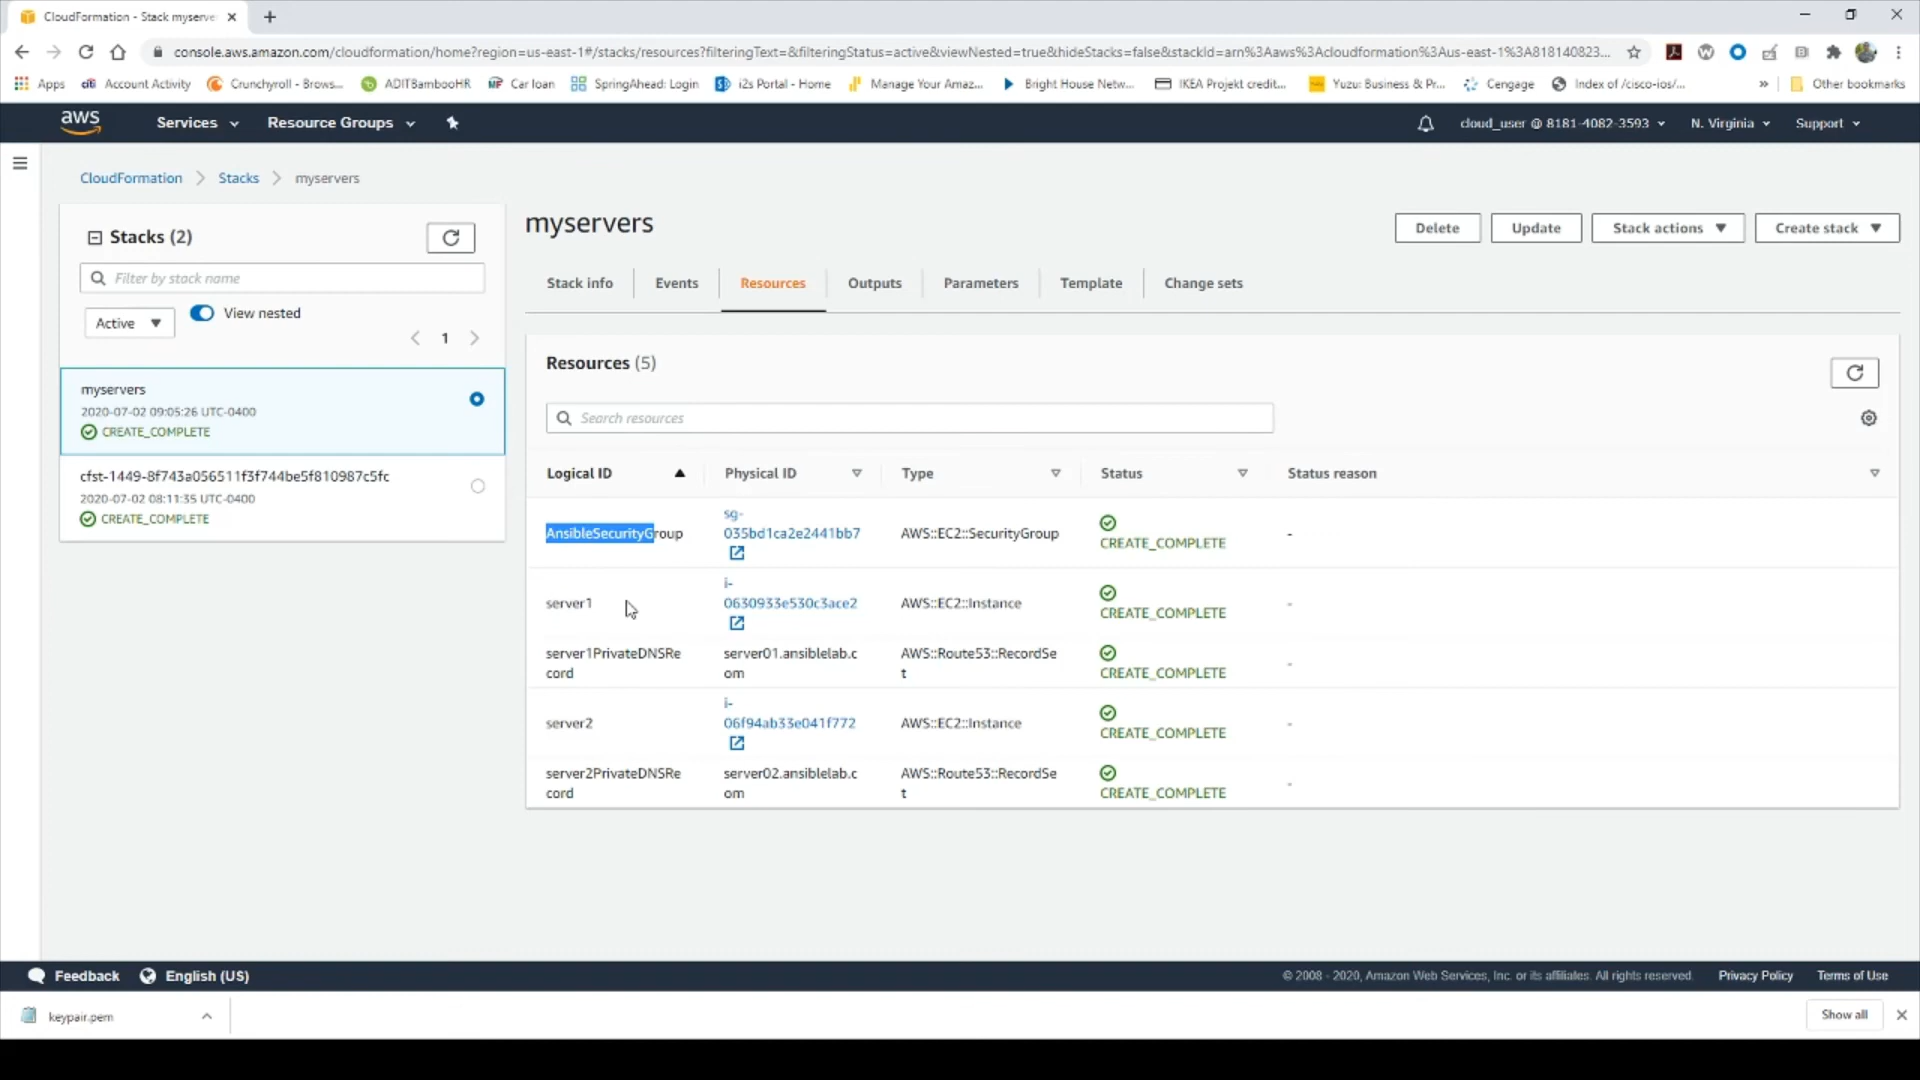 CloudFormation - Stack myserve
console.aws.amazon.com/cloudformation/home?region=us-east-1#/stacks/resources?filteringText=&filteringStatus=active&viewNested=true&hideStacks=false&stackId=arn%3Aaws%3Acloudformation%3Aus-east-1%3A818140823...
Apps citi Account Activity Crunchyroll - Brows... ADITBambooHR Car loan SpringAhead: Login i2s Portal - Home Manage Your Amaz... Bright House Netw... IKEA Projekt credit... Yuzu: Business & Pr... Cengage Index of /cisco-ios/... » Other bookmarks
aws Services Resource Groups cloud_user @ 8181-4082-3593 N. Virginia Support
CloudFormation Stacks myservers
Stacks (2)
Filter by stack name
Active View nested
1
myservers
2020-07-02 09:05:26 UTC-0400
CREATE_COMPLETE
cfst-1449-8f743a056511f3f744be5f810987c5fc
2020-07-02 08:11:35 UTC-0400
CREATE_COMPLETE
myservers
Delete Update Stack actions Create stack
Stack info Events Resources Outputs Parameters Template Change sets
Resources (5)
Search resources
Logical ID Physical ID Type Status Status reason
AnsibleSecurityGroup sg-
035bd1ca2e2441bb7 AWS::EC2::SecurityGroup CREATE_COMPLETE -
server1 i-
0630933e530c3ace2 AWS::EC2::Instance CREATE_COMPLETE -
server1PrivateDNSRe server01.ansiblelab.c AWS::Route53::RecordSe
cord om t CREATE_COMPLETE -
server2 i-
06f94ab33e041f772 AWS::EC2::Instance CREATE_COMPLETE -
server2PrivateDNSRe server02.ansiblelab.c AWS::Route53::RecordSe
cord om t CREATE_COMPLETE -
Feedback English (US) © 2008 - 2020, Amazon Web Services, Inc. or its affiliates. All rights reserved. Privacy Policy Terms of Use
keypair.pem Show all